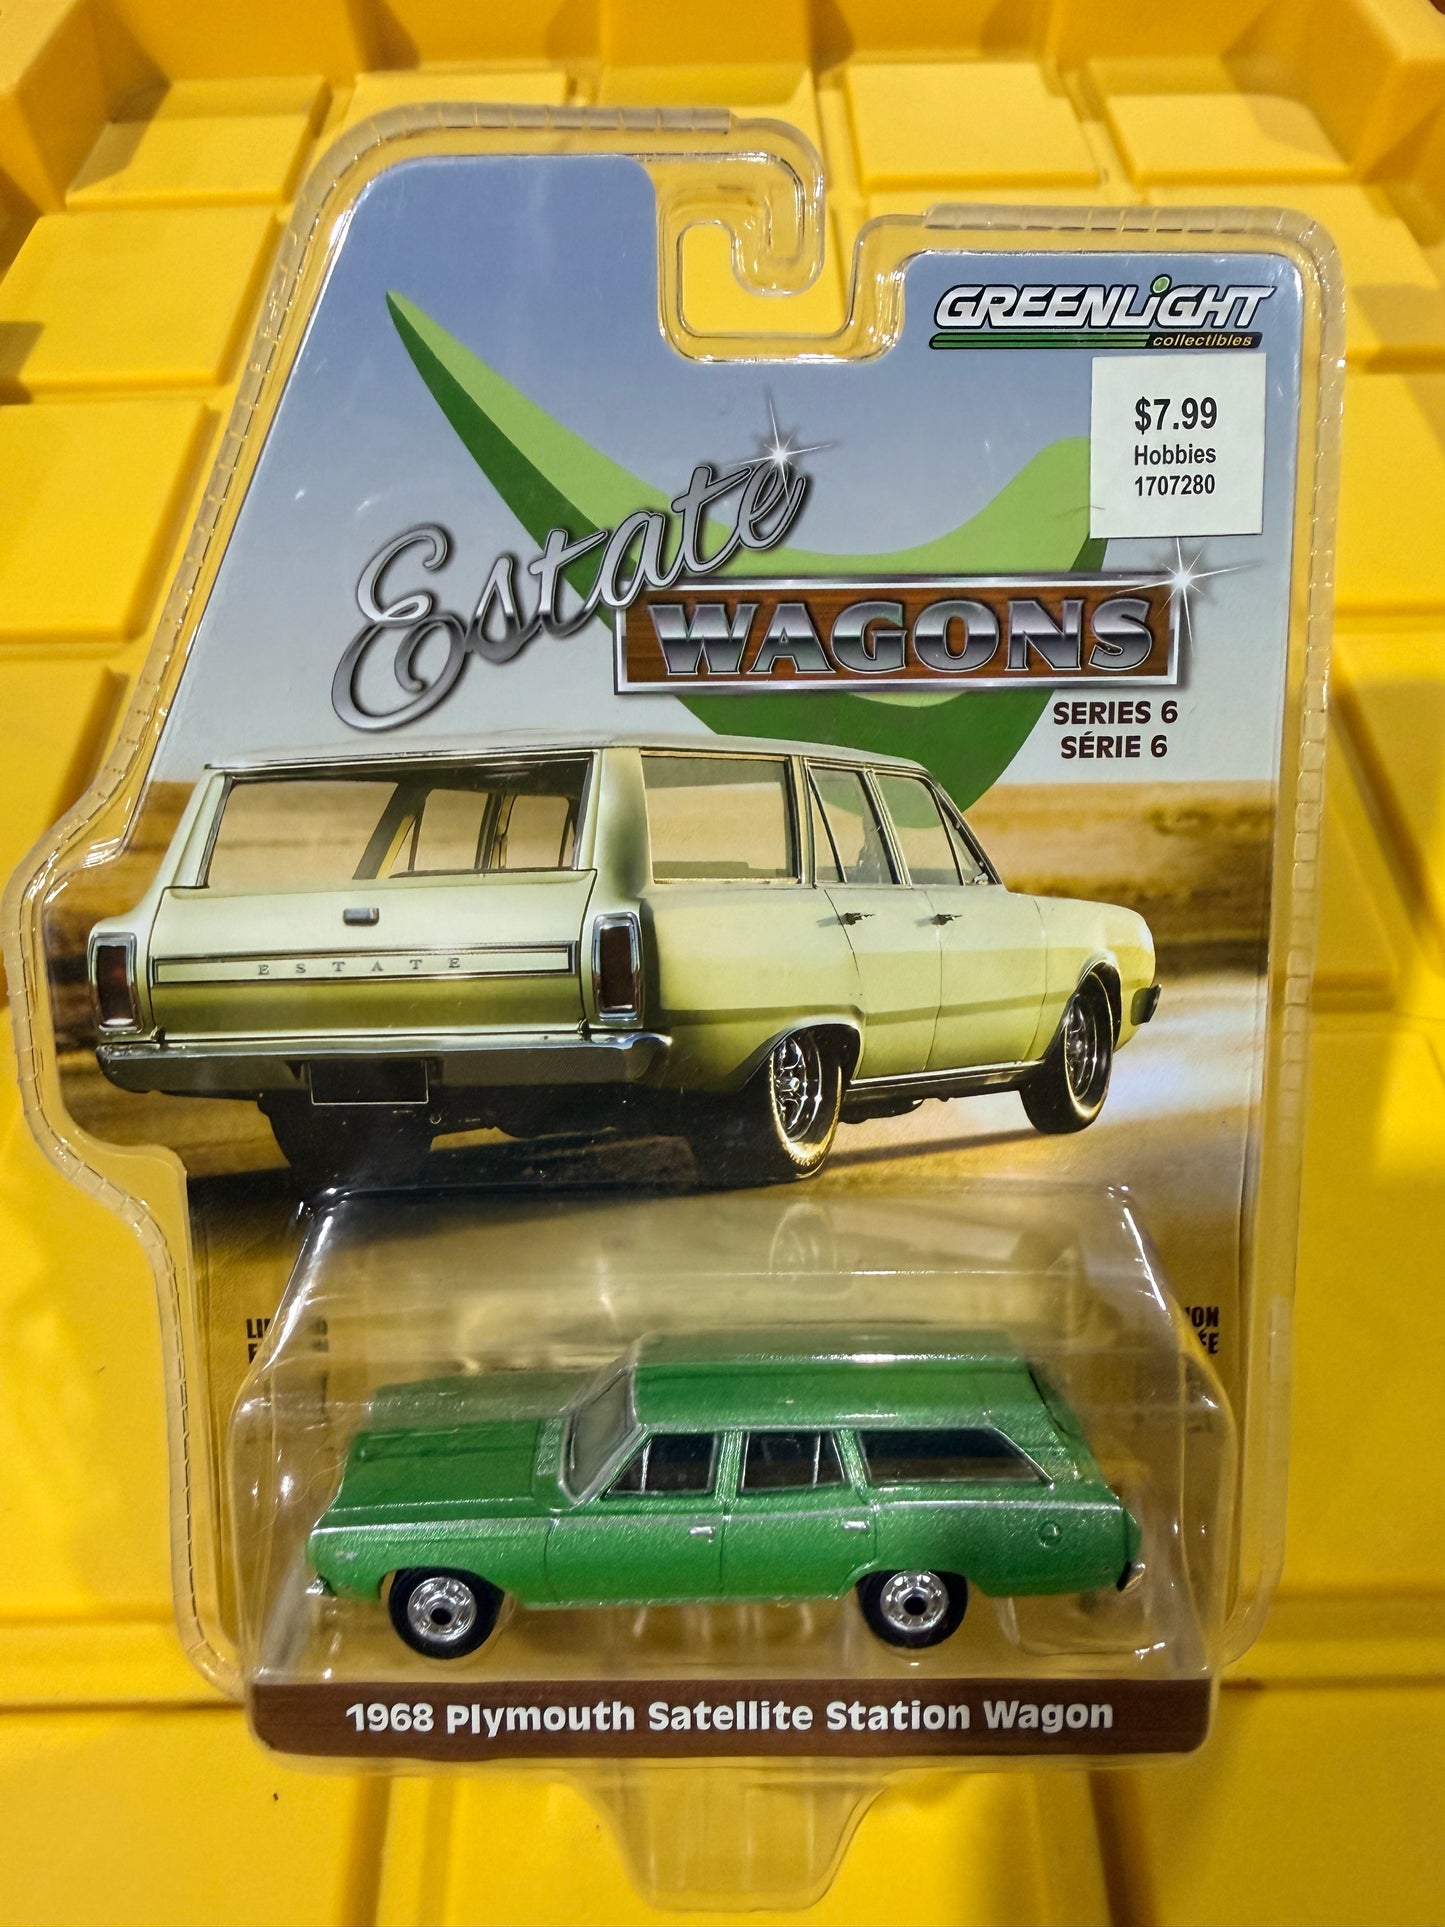 GREENLiGHT
collectibles
$7.99
Hobbies
1707280
Estate
WAGONS
SERIES 6
SÉRIE 6
ESTATE
1968 Plymouth Satellite Station Wagon